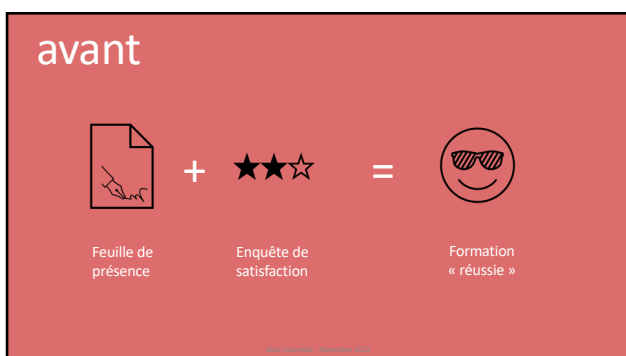 avant
+
=
Feuille de
présence
Enquête de
satisfaction
Formation
« réussie »